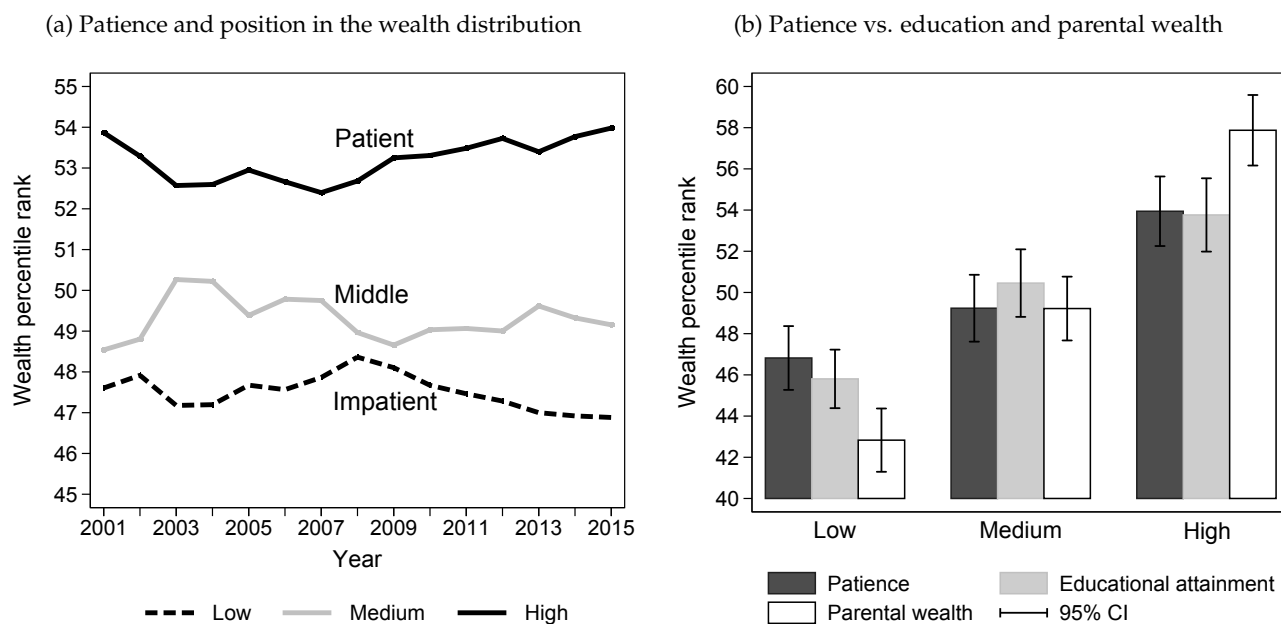 (a) Patience and position in the wealth distribution
55
54
53
52
51
50
49
48
47
46
45
Wealth percentile rank
Patient
Middle
Impatient
2001 2003 2005 2007 2009 2011 2013 2015
Year
Low Medium High
(b) Patience vs. education and parental wealth
60
58
56
54
52
50
48
46
44
42
40
Wealth percentile rank
Low Medium High
Patience Educational attainment
Parental wealth 95% CI